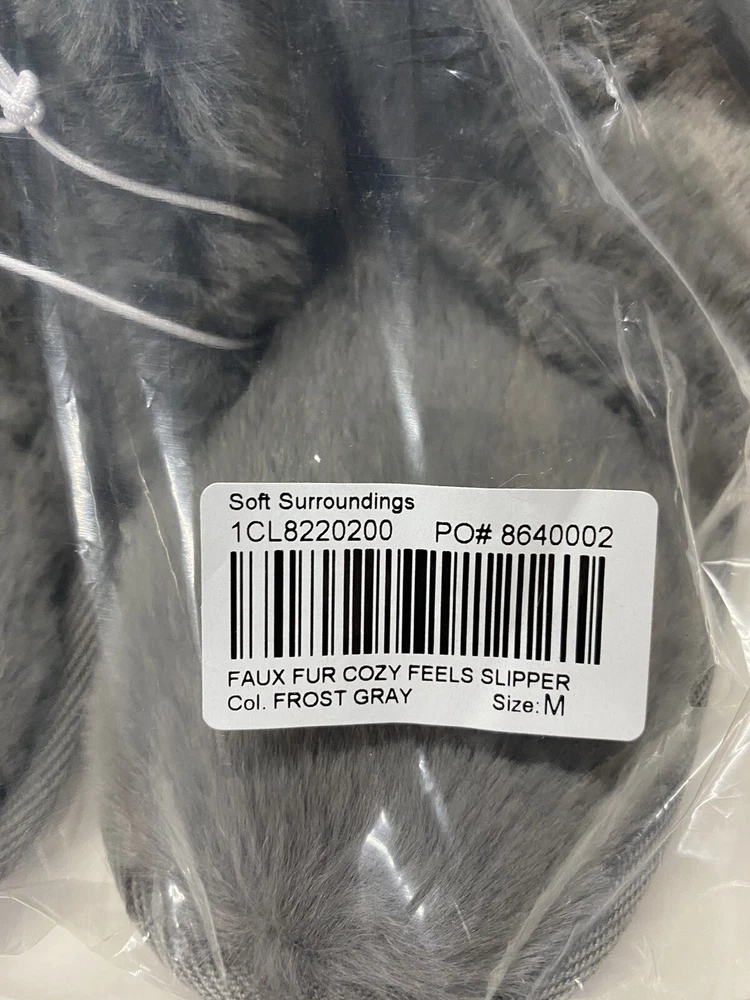 Soft Surroundings
1CL8220200 PO# 8640002
FAUX FUR COZY FEELS SLIPPER
Col. FROST GRAY Size: M